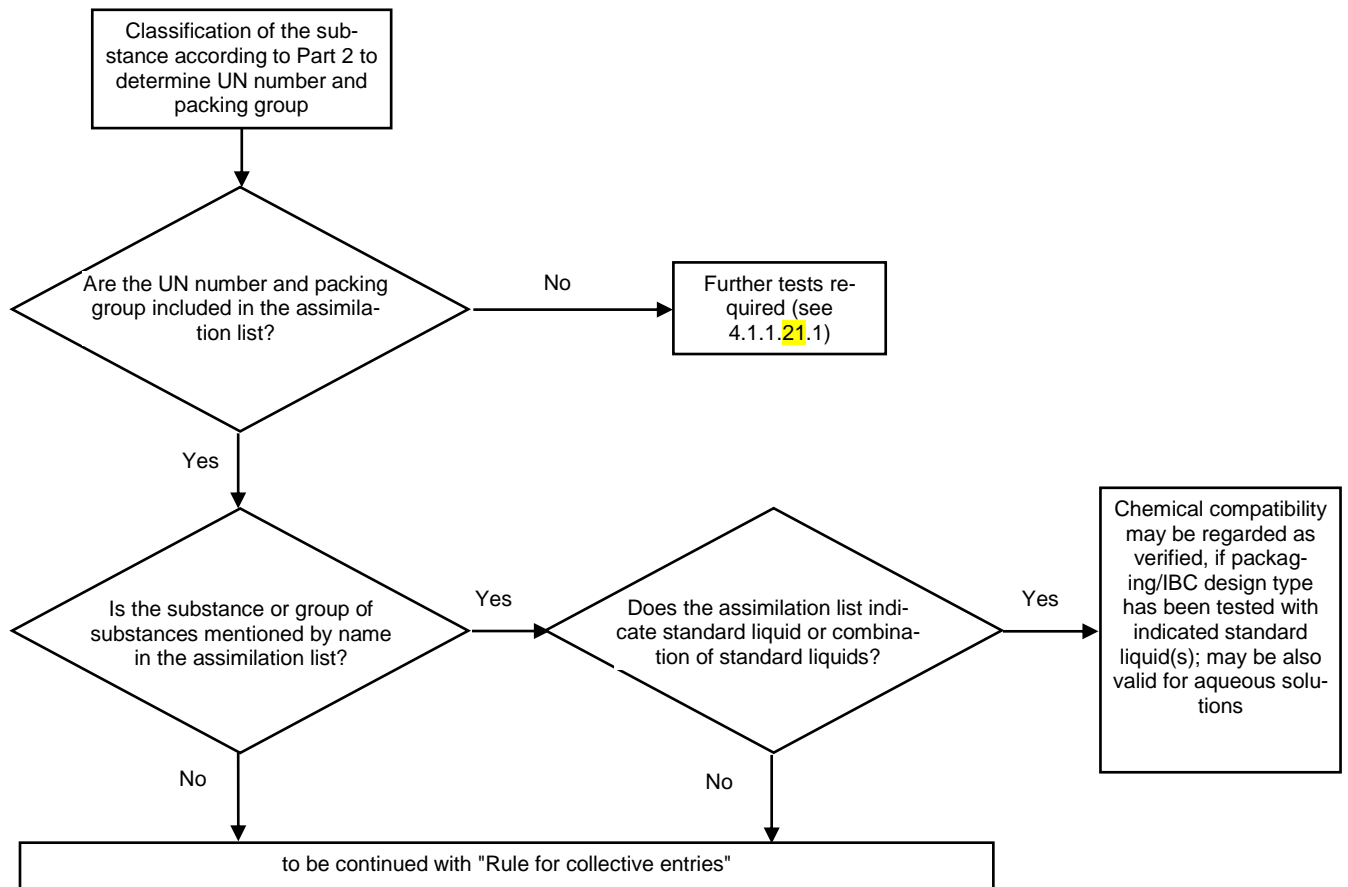 Classification of the sub-
stance according to Part 2 to
determine UN number and
packing group
Are the UN number and packing
group included in the assimila-
tion list?
No
Further tests re-
quired (see
4.1.1.21.1)
Yes
Is the substance or group of
substances mentioned by name
in the assimilation list?
Yes
Does the assimilation list indi-
cate standard liquid or combina-
tion of standard liquids?
Yes
Chemical compatibility
may be regarded as
verified, if packag-
ing/IBC design type
has been tested with
indicated standard
liquid(s); may be also
valid for aqueous solu-
tions
No
No
to be continued with "Rule for collective entries"